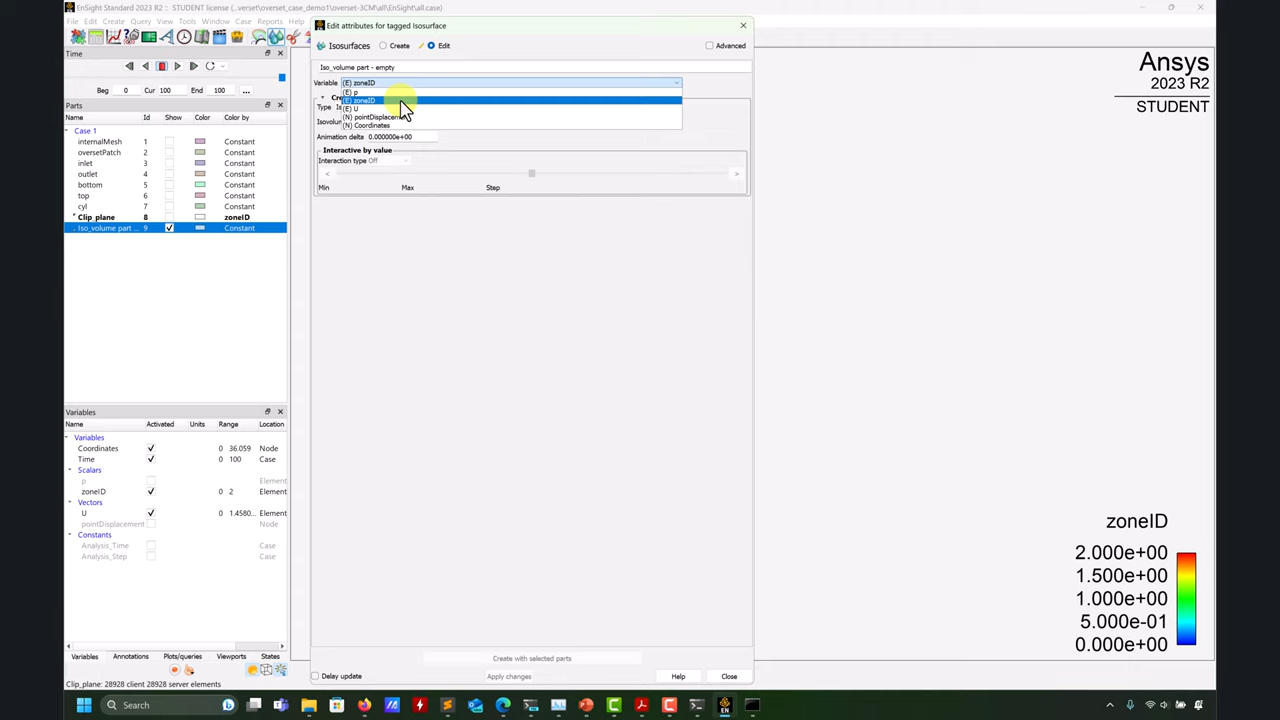 EnSight Standard 2023 R2 :: STUDENT license (..verset_case_demo1\overset-3CM\all\EnSight\all.case)
File Edit Create Query View Tools Window Case Reports Help
Time
Beg 0 Cur 100 End 100 ...
Parts
Name Id Show Color Color by
Case 1
internalMesh 1 Constant
oversetPatch 2 Constant
inlet 3 Constant
outlet 4 Constant
bottom 5 Constant
top 6 Constant
cyl 7 Constant
Clip_plane 8 zoneID
Iso_volume part ... 9 Constant
Variables
Name Activated Units Range Location
Variables
Coordinates 0 36.059 Node
Time 0 100 Case
Scalars
p Element
zoneID 0 2 Element
Vectors
U 0 1.4580... Element
pointDisplacement Node
Constants
Analysis_Time Case
Analysis_Step Case
Variables Annotations Plots/queries Viewports States
Clip_plane: 28928 client 28928 server elements
Edit attributes for tagged Isosurface
Isosurfaces Create Edit Advanced
Iso_volume part - empty
Variable (E) zoneID
(E) p
(E) zoneID
(E) U
(N) Coordinates
Type
Animation delta 0.000000e+00
Interactive by value
Interaction type Off
< >
Min Max Step
Create with selected parts
Delay update Apply changes Help Close
Ansys
2023 R2
STUDENT
zoneID
2.000e+00
1.500e+00
1.000e+00
5.000e-01
0.000e+00
Search